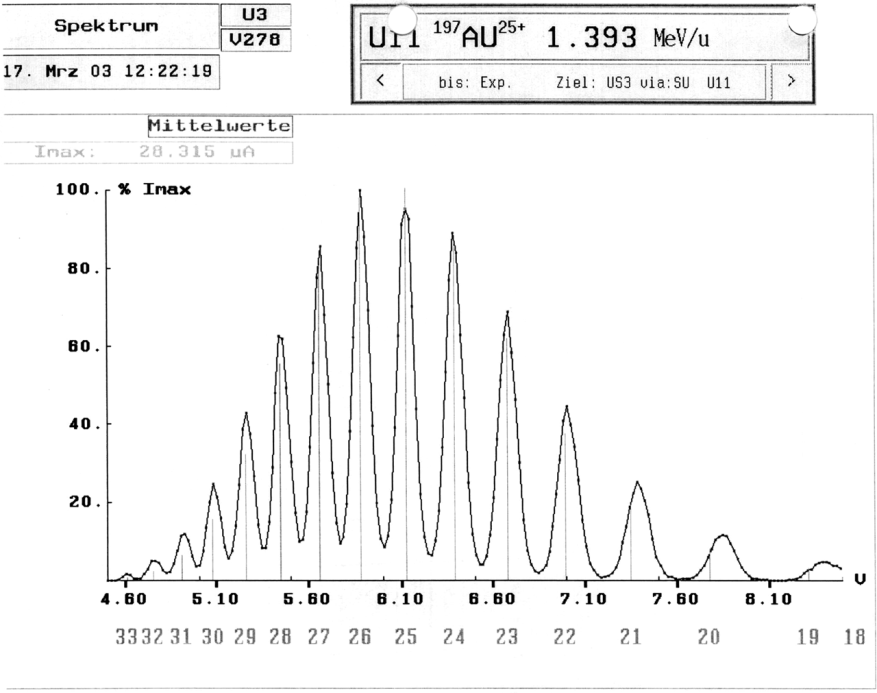 Spektrum
U3
V278
17. Mrz 03 12:22:19
U11 197AU25+ 1.393 MeV/u
< bis: Exp. Ziel: US3 via:SU U11 >
Mittelwerte
Imax: 28.315 µA
100. % Imax
80.
60.
40.
20.
U
4.60 5.10 5.60 6.10 6.60 7.10 7.60 8.10
33 32 31 30 29 28 27 26 25 24 23 22 21 20 19 18